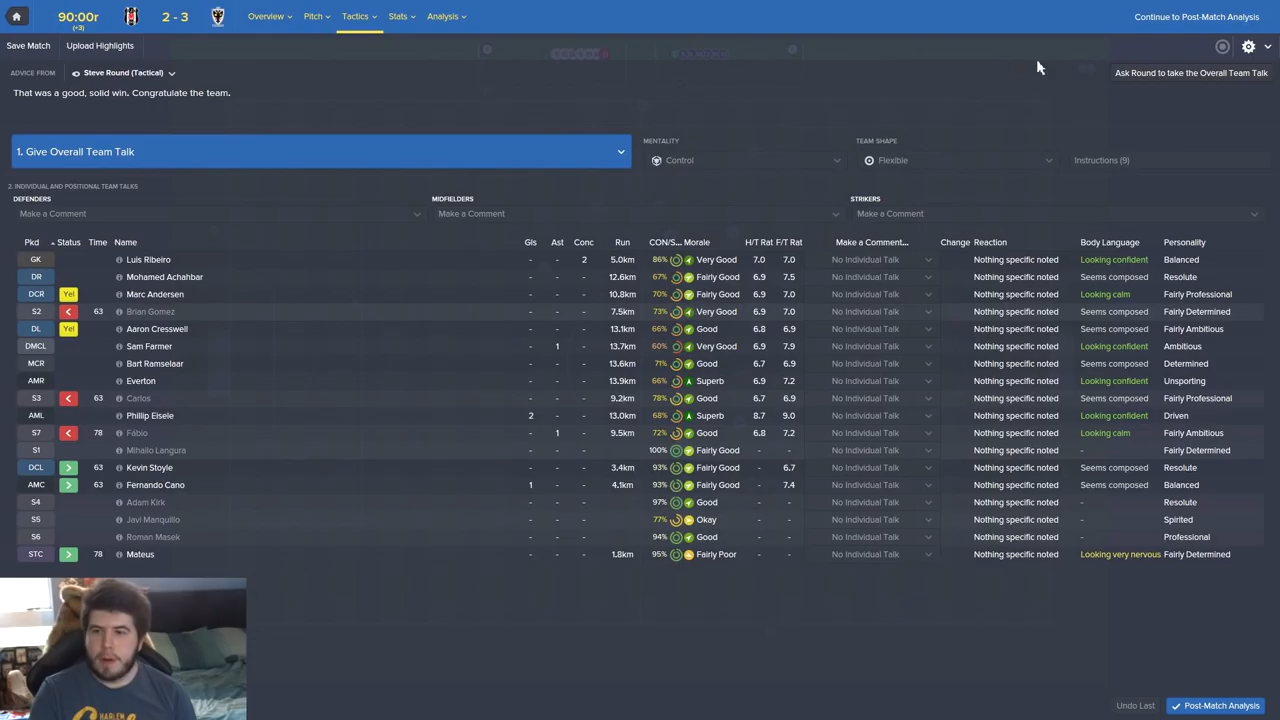 90:00r
(+3)
2 - 3
Overview
Pitch
Tactics
Stats
Analysis
Continue to Post-Match Analysis
Save Match
Upload Highlights
ADVICE FROM
Steve Round (Tactical)
Ask Round to take the Overall Team Talk
That was a good, solid win. Congratulate the team.
1. Give Overall Team Talk
MENTALITY
Control
TEAM SHAPE
Flexible
Instructions (9)
2. INDIVIDUAL AND POSITIONAL TEAM TALKS
DEFENDERS
Make a Comment
MIDFIELDERS
Make a Comment
STRIKERS
Make a Comment
Pkd Status Time Name Gls Ast Conc Run CON/S... Morale H/T Rat F/T Rat Make a Comment... Change Reaction Body Language Personality
GK Luis Ribeiro - - 2 5.0km 86% Very Good 7.0 7.0 No Individual Talk Nothing specific noted Looking confident Balanced
DR Mohamed Achahbar - - - 12.6km 67% Fairly Good 6.9 7.5 No Individual Talk Nothing specific noted Seems composed Resolute
DCR Yel Marc Andersen - - - 10.8km 70% Fairly Good 6.9 7.0 No Individual Talk Nothing specific noted Looking calm Fairly Professional
S2 63 Brian Gomez - - - 7.5km 73% Very Good 6.9 7.0 No Individual Talk Nothing specific noted Seems composed Fairly Determined
DL Yel Aaron Cresswell - - - 13.1km 66% Good 6.8 6.9 No Individual Talk Nothing specific noted Seems composed Fairly Ambitious
DMCL Sam Farmer - 1 - 13.7km 60% Very Good 6.9 7.9 No Individual Talk Nothing specific noted Looking confident Ambitious
MCR Bart Ramselaar - - - 13.6km 71% Good 6.7 6.9 No Individual Talk Nothing specific noted Seems composed Determined
AMR Everton - - - 13.9km 66% Superb 6.9 7.2 No Individual Talk Nothing specific noted Looking confident Unsporting
S3 63 Carlos - - - 9.2km 78% Good 6.7 6.9 No Individual Talk Nothing specific noted Seems composed Fairly Professional
AML Phillip Eisele 2 - - 13.0km 68% Superb 8.7 9.0 No Individual Talk Nothing specific noted Looking confident Driven
S7 78 Fábio - 1 - 9.5km 72% Good 6.8 7.2 No Individual Talk Nothing specific noted Looking calm Fairly Ambitious
S1 Mihailo Langura - - - 100% Fairly Good - - No Individual Talk Nothing specific noted - Fairly Determined
DCL 63 Kevin Stoyle - - - 3.4km 93% Fairly Good - 6.7 No Individual Talk Nothing specific noted Seems composed Resolute
AMC 63 Fernando Cano 1 - - 4.1km 93% Fairly Good - 7.4 No Individual Talk Nothing specific noted Seems composed Balanced
S4 Adam Kirk - - - 97% Good - - No Individual Talk Nothing specific noted - Resolute
S5 Javi Manquillo - - - 77% Okay - - No Individual Talk Nothing specific noted - Spirited
S6 Roman Masek - - - 94% Good - - No Individual Talk Nothing specific noted - Professional
STC 78 Mateus - - - 1.8km 95% Fairly Poor - - No Individual Talk Nothing specific noted Looking very nervous Fairly Determined
Undo Last
Post-Match Analysis